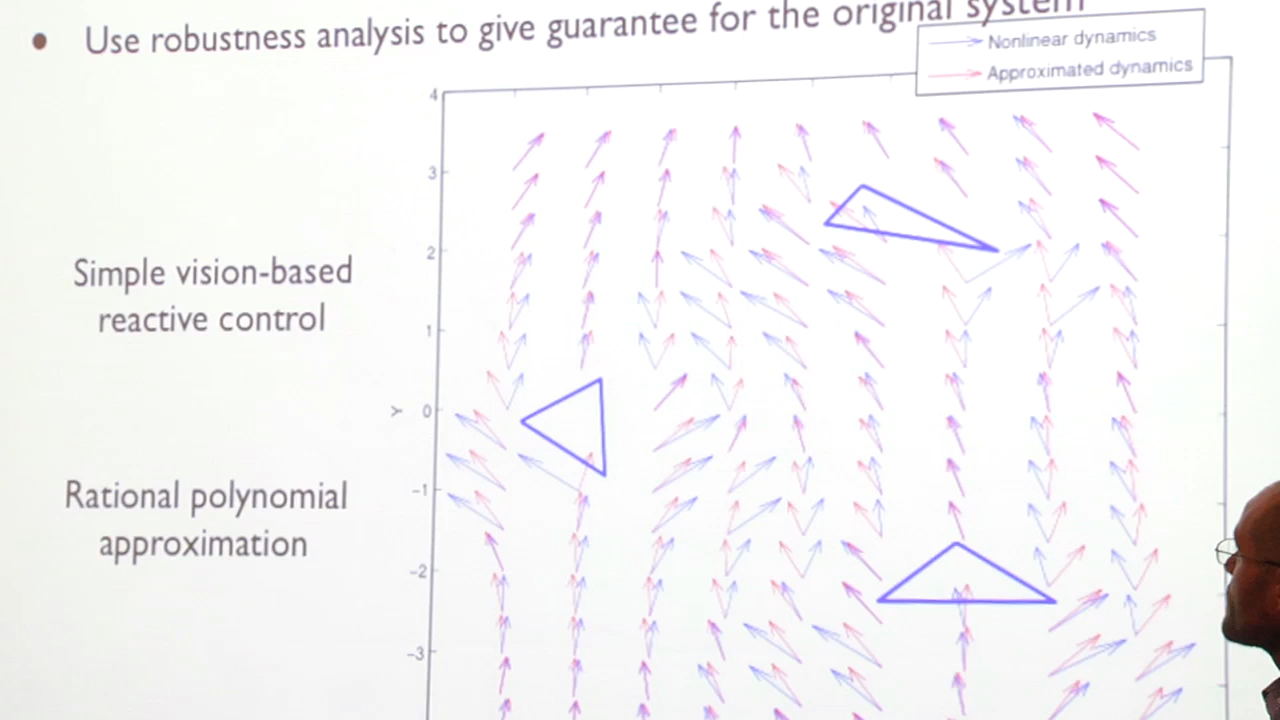 • Use robustness analysis to give guarantee for the original system
Nonlinear dynamics
Approximated dynamics
4
3
Simple vision-based
reactive control
2
1
Y
0
Rational polynomial
approximation
-1
-2
-3